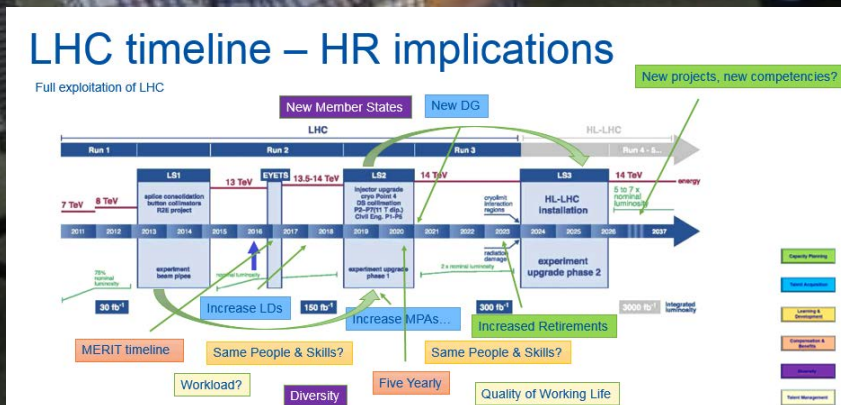 LHC timeline – HR implications
Full exploitation of LHC
New projects, new competencies?
New Member States
New DG
LHC
HL-LHC
Run 1
Run 2
Run 3
Run 4 - 5...
LS1
EYETS
LS2
LS3
7 TeV
8 TeV
splice consolidation
button collimators
R2E project
13 TeV
13.5-14 TeV
injector upgrade
cryo Point 4
DS collimation
P2-P7(11 T dip.)
Civil Eng. P1-P5
14 TeV
cryolimit
interaction
regions
HL-LHC
installation
14 TeV
energy
5 to 7 x
nominal
luminosity
2011 2012 2013 2014 2015 2016 2017 2018 2019 2020 2021 2022 2023 2024 2025 2026 2037
75%
nominal
luminosity
experiment
beam pipes
nominal luminosity
experiment upgrade
phase 1
2 x nominal luminosity
radiation
damage
experiment
upgrade phase 2
30 fb⁻¹
Increase LDs
150 fb⁻¹
Increase MPAs...
300 fb⁻¹
Increased Retirements
3000 fb⁻¹
integrated
luminosity
MERIT timeline
Same People & Skills?
Same People & Skills?
Workload?
Diversity
Five Yearly
Quality of Working Life
Capacity Planning
Talent Acquisition
Learning &
Development
Compensation &
Benefits
Diversity
Talent Management